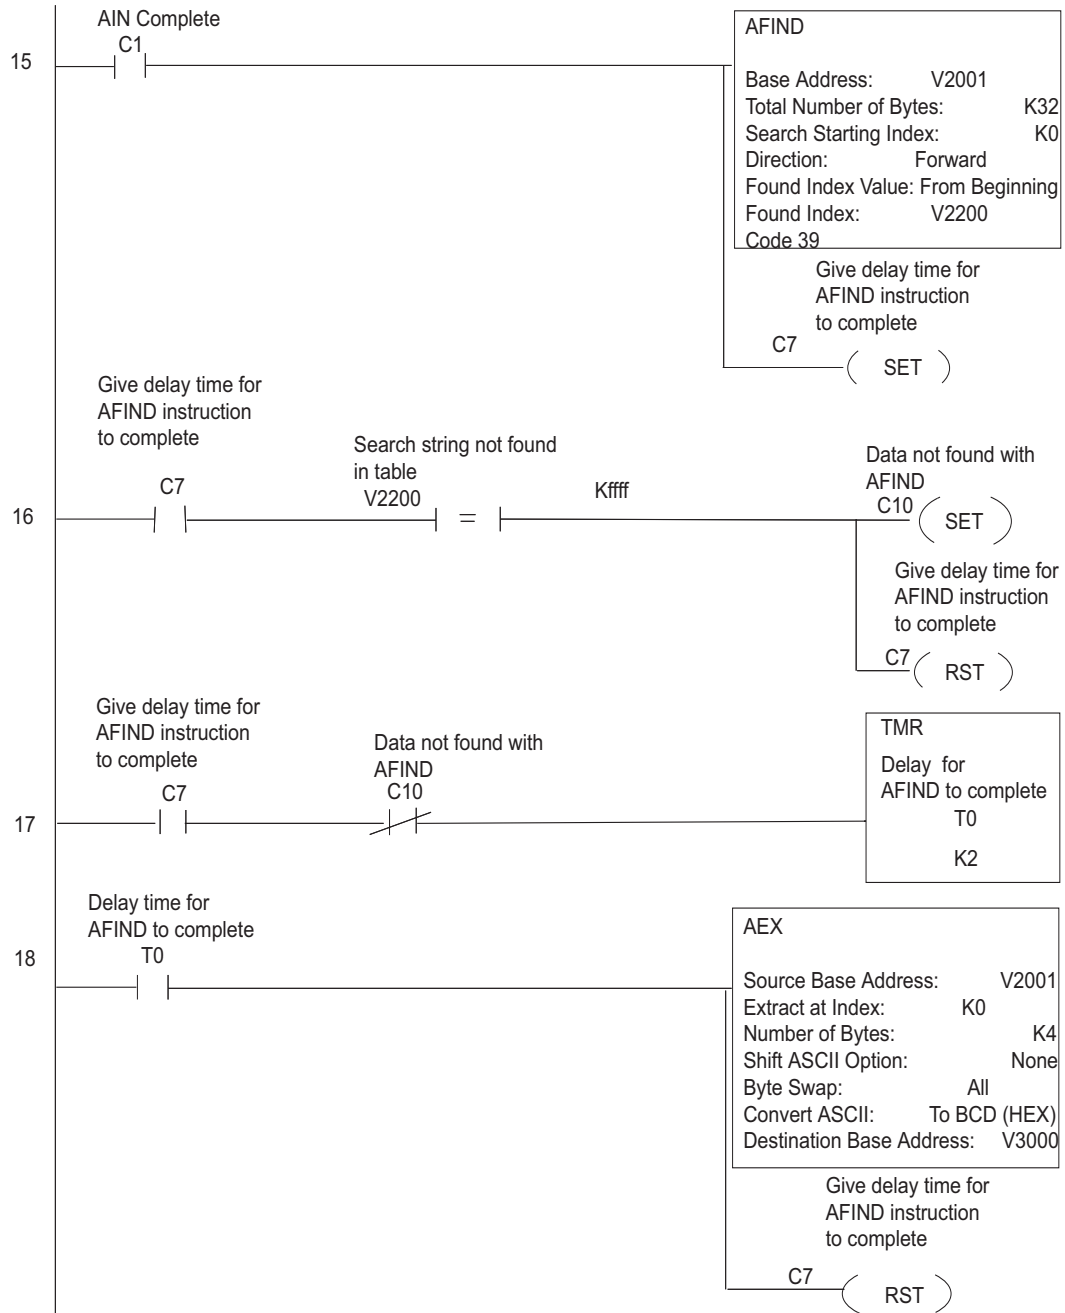 AIN Complete
C1
15
AFIND
Base Address: V2001
Total Number of Bytes: K32
Search Starting Index: K0
Direction: Forward
Found Index Value: From Beginning
Found Index: V2200
Code 39
Give delay time for
AFIND instruction
to complete
C7
SET
Give delay time for
AFIND instruction
to complete
C7
Search string not found
in table
V2200
=
Kffff
16
Data not found with
AFIND
C10
SET
Give delay time for
AFIND instruction
to complete
C7
RST
Give delay time for
AFIND instruction
to complete
C7
Data not found with
AFIND
C10
17
TMR
Delay for
AFIND to complete
T0
K2
Delay time for
AFIND to complete
T0
18
AEX
Source Base Address: V2001
Extract at Index: K0
Number of Bytes: K4
Shift ASCII Option: None
Byte Swap: All
Convert ASCII: To BCD (HEX)
Destination Base Address: V3000
Give delay time for
AFIND instruction
to complete
C7
RST